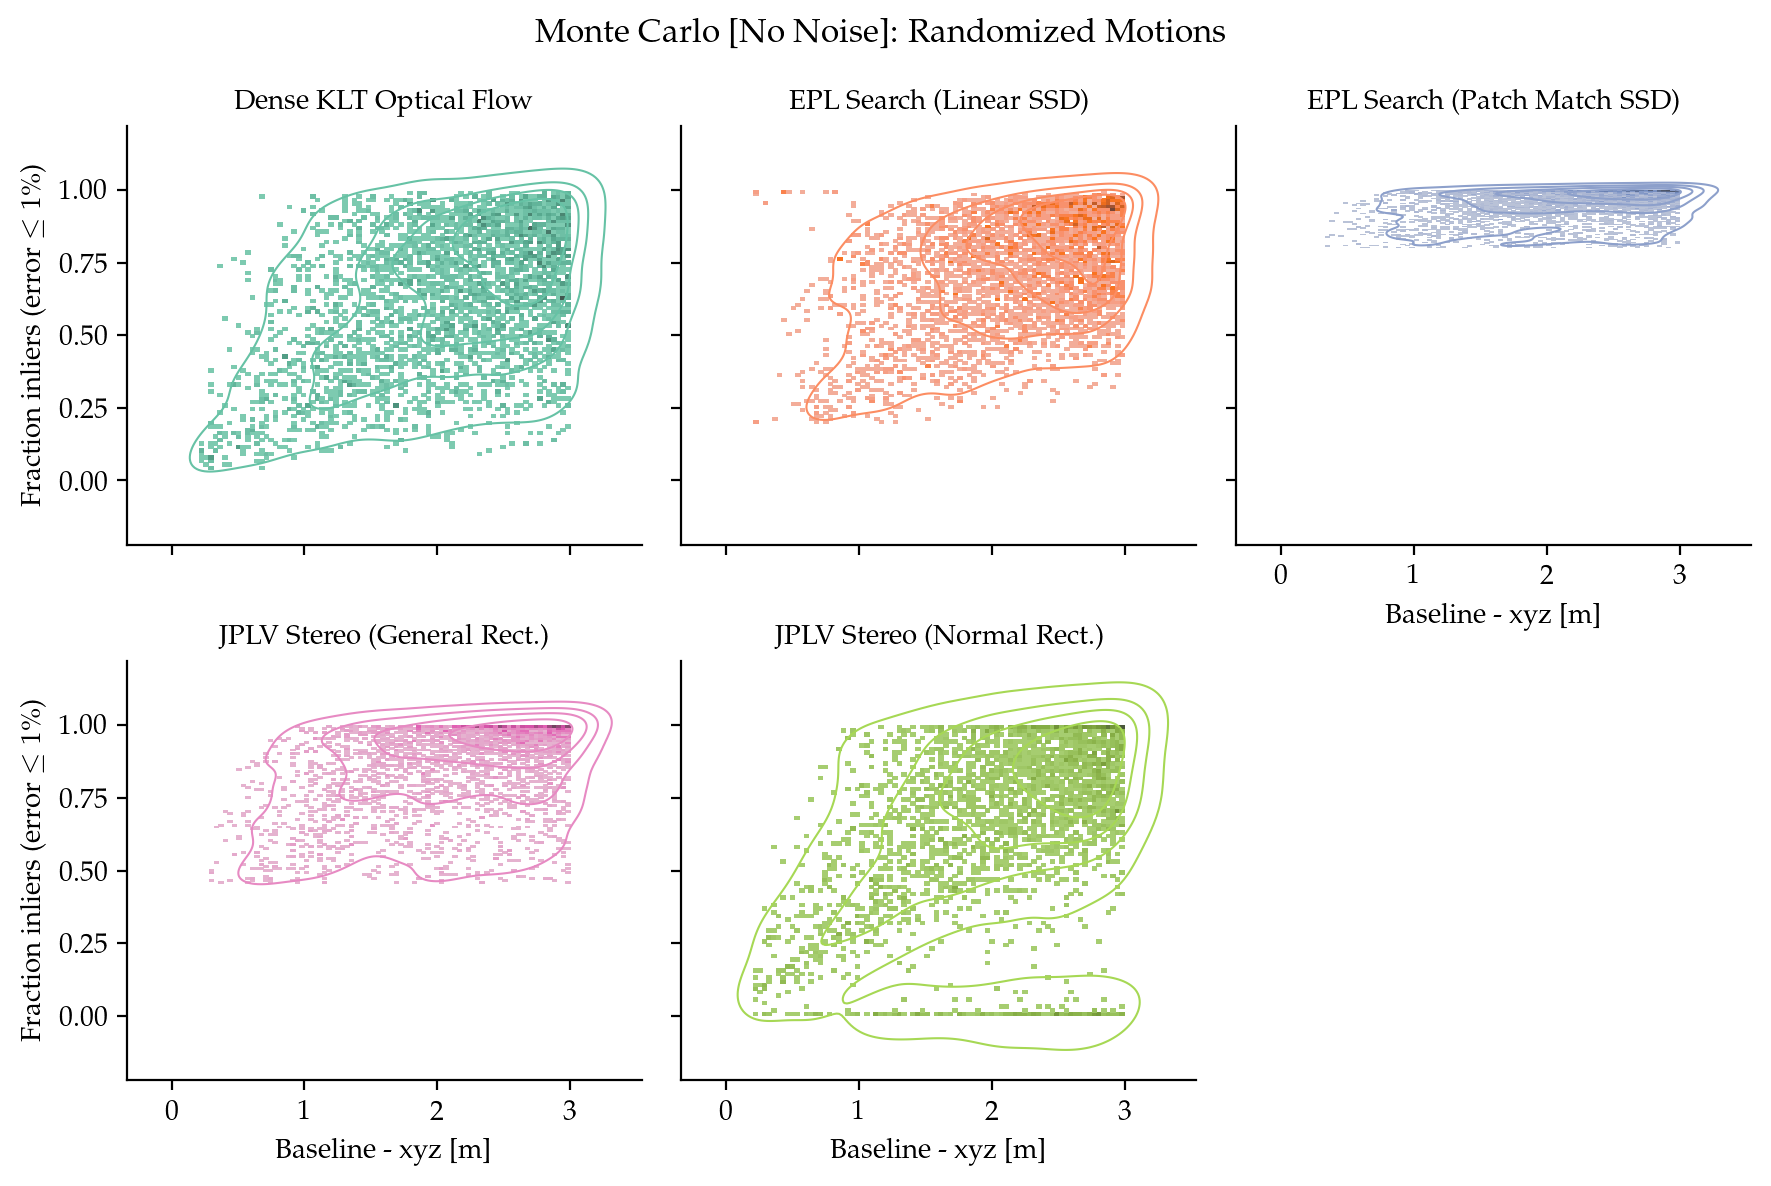 Monte Carlo [No Noise]: Randomized Motions
Dense KLT Optical Flow
EPL Search (Linear SSD)
EPL Search (Patch Match SSD)
Fraction inliers (error ≤ 1%)
1.00
0.75
0.50
0.25
0.00
0 1 2 3
Baseline - xyz [m]
JPLV Stereo (General Rect.)
JPLV Stereo (Normal Rect.)
Fraction inliers (error ≤ 1%)
1.00
0.75
0.50
0.25
0.00
0 1 2 3
Baseline - xyz [m]
0 1 2 3
Baseline - xyz [m]